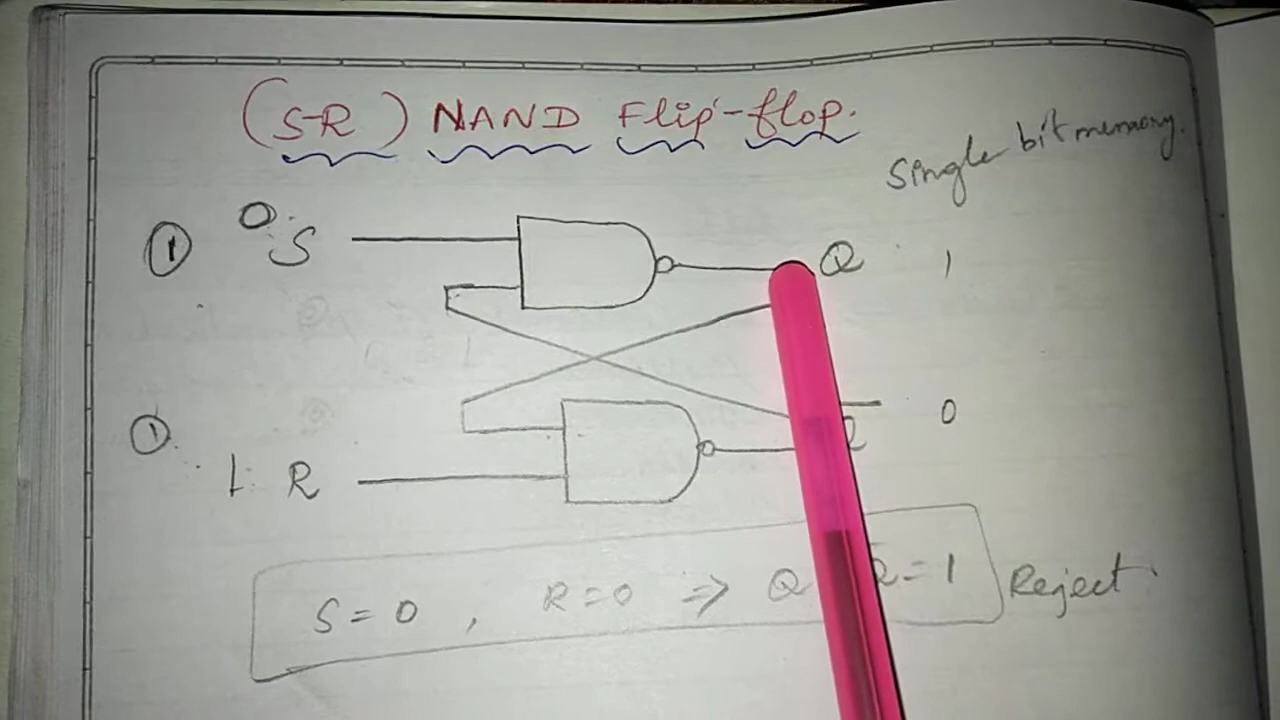 (S-R) NAND Flip-flop.
Single bit memory.
① 0 S Q 1
① 1 R 0
S = 0 , R = 0 ⇒ Q = 1 Reject